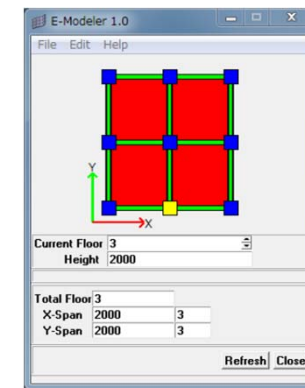 E-Modeler 1.0
File Edit Help
Y
X
Current Floor 3
Height 2000
Total Floor 3
X-Span 2000 3
Y-Span 2000 3
Refresh Close